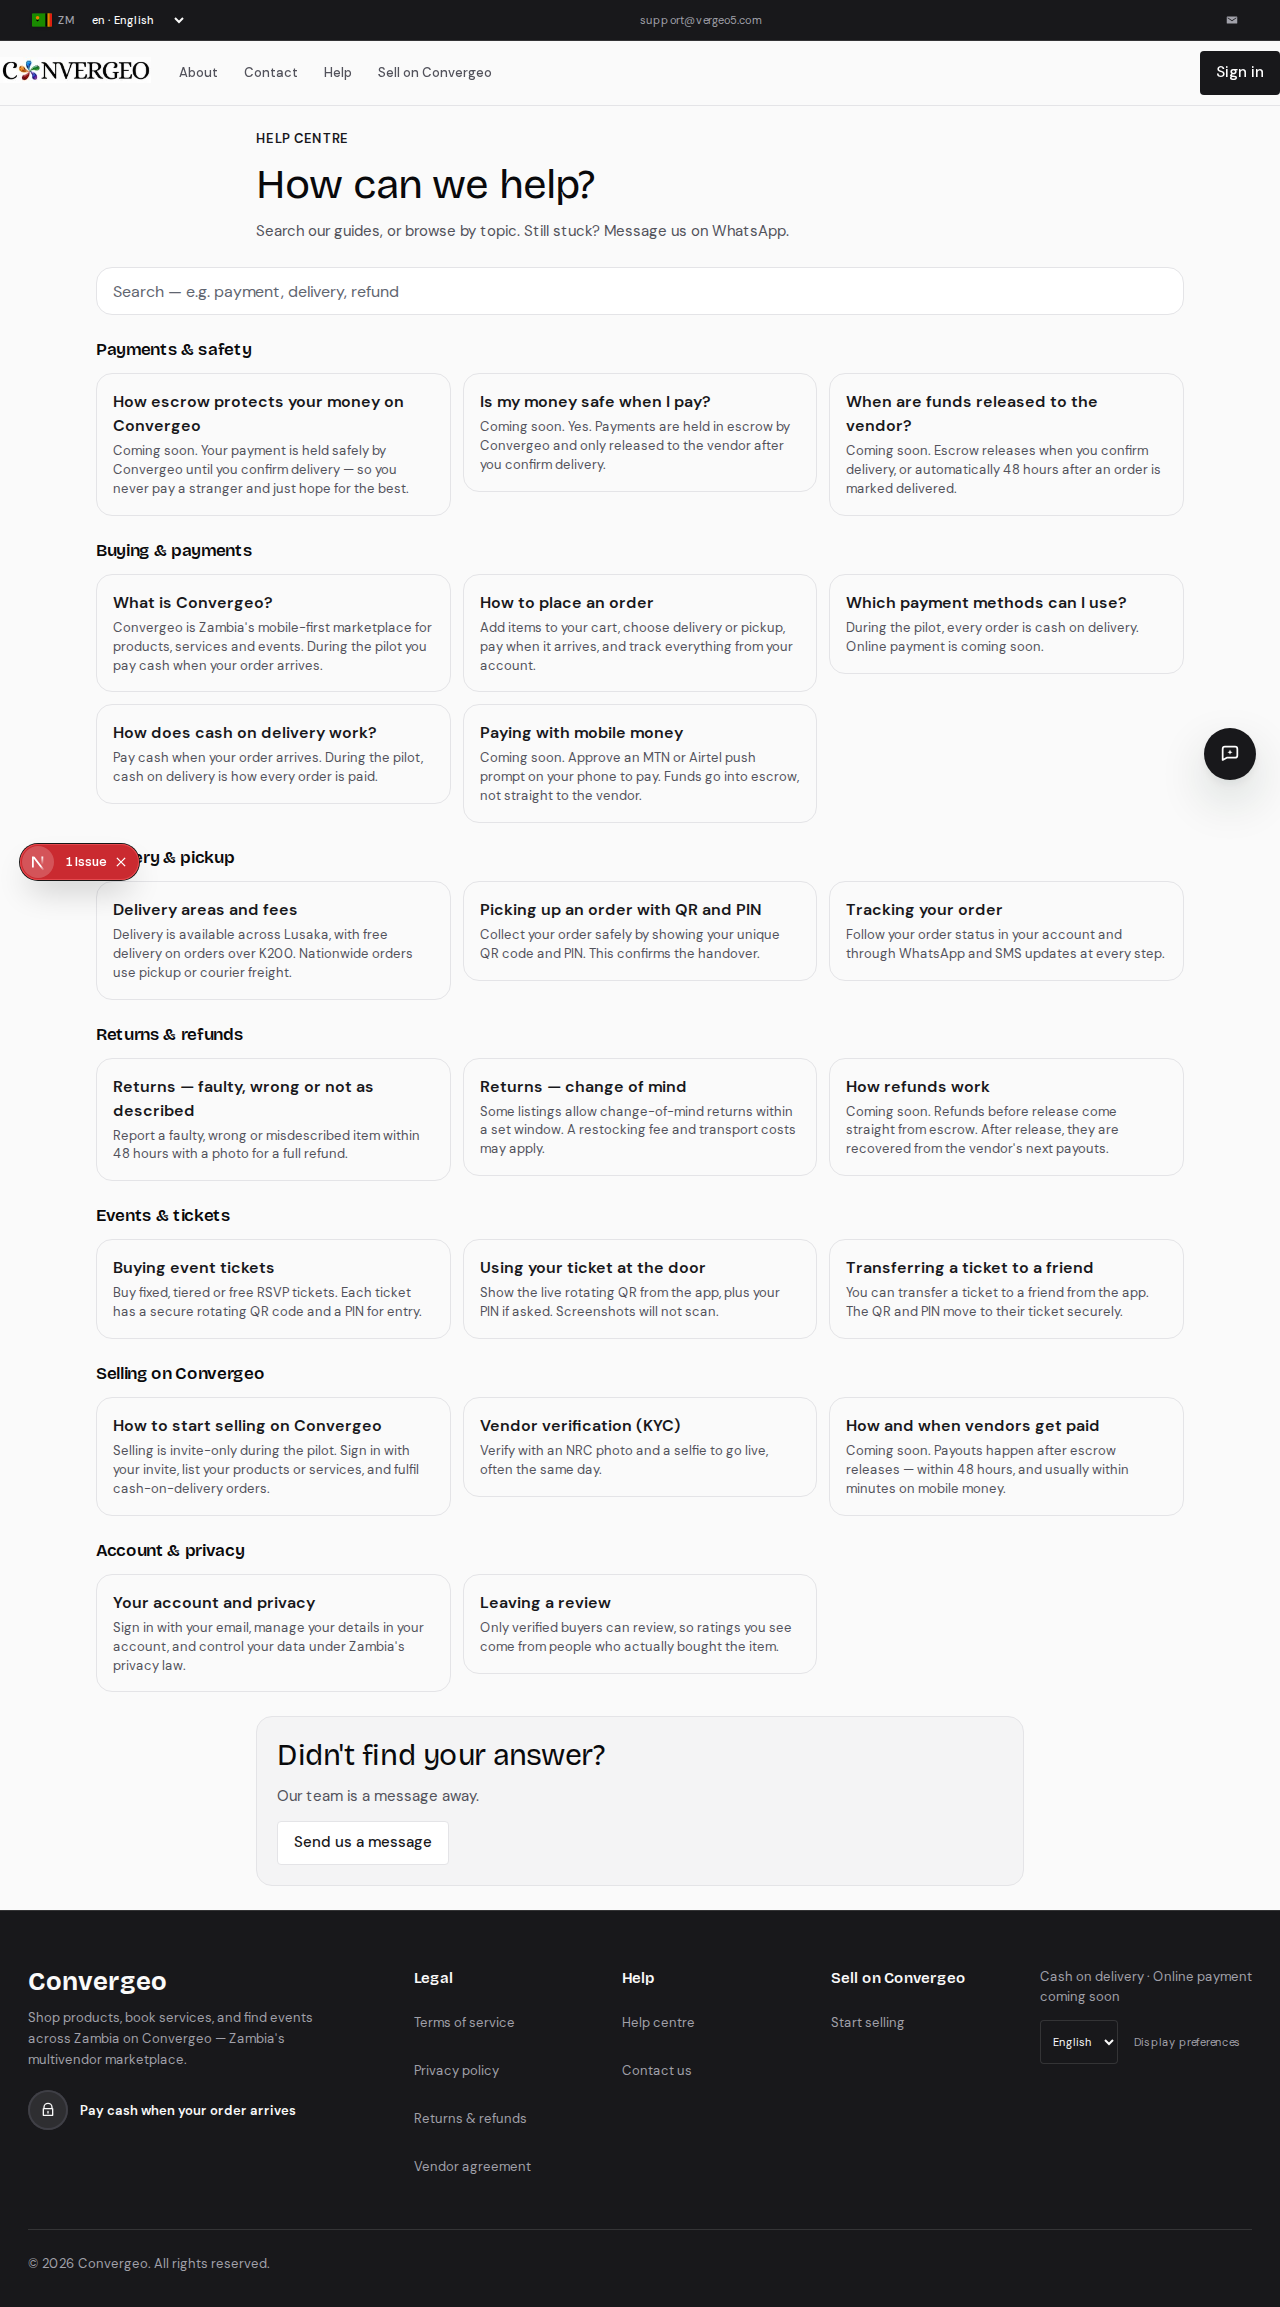 ZM
en · English
support@vergeo5.com
CONVERGEO
About
Contact
Help
Sell on Convergeo
Sign in
HELP CENTRE
How can we help?
Search our guides, or browse by topic. Still stuck? Message us on WhatsApp.
Search — e.g. payment, delivery, refund
Payments & safety
How escrow protects your money on
Convergeo
Coming soon. Your payment is held safely by
Convergeo until you confirm delivery — so you
never pay a stranger and just hope for the best.
Is my money safe when I pay?
Coming soon. Yes. Payments are held in escrow by
Convergeo and only released to the vendor after
you confirm delivery.
When are funds released to the
vendor?
Coming soon. Escrow releases when you confirm
delivery, or automatically 48 hours after an order is
marked delivered.
Buying & payments
What is Convergeo?
Convergeo is Zambia's mobile-first marketplace for
products, services and events. During the pilot you
pay cash when your order arrives.
How to place an order
Add items to your cart, choose delivery or pickup,
pay when it arrives, and track everything from your
account.
Which payment methods can I use?
During the pilot, every order is cash on delivery.
Online payment is coming soon.
How does cash on delivery work?
Pay cash when your order arrives. During the pilot,
cash on delivery is how every order is paid.
Paying with mobile money
Coming soon. Approve an MTN or Airtel push
prompt on your phone to pay. Funds go into escrow,
not straight to the vendor.
N
1 Issue
ery & pickup
Delivery areas and fees
Delivery is available across Lusaka, with free
delivery on orders over K200. Nationwide orders
use pickup or courier freight.
Picking up an order with QR and PIN
Collect your order safely by showing your unique
QR code and PIN. This confirms the handover.
Tracking your order
Follow your order status in your account and
through WhatsApp and SMS updates at every step.
Returns & refunds
Returns — faulty, wrong or not as
described
Report a faulty, wrong or misdescribed item within
48 hours with a photo for a full refund.
Returns — change of mind
Some listings allow change-of-mind returns within
a set window. A restocking fee and transport costs
may apply.
How refunds work
Coming soon. Refunds before release come
straight from escrow. After release, they are
recovered from the vendor's next payouts.
Events & tickets
Buying event tickets
Buy fixed, tiered or free RSVP tickets. Each ticket
has a secure rotating QR code and a PIN for entry.
Using your ticket at the door
Show the live rotating QR from the app, plus your
PIN if asked. Screenshots will not scan.
Transferring a ticket to a friend
You can transfer a ticket to a friend from the app.
The QR and PIN move to their ticket securely.
Selling on Convergeo
How to start selling on Convergeo
Selling is invite-only during the pilot. Sign in with
your invite, list your products or services, and fulfil
cash-on-delivery orders.
Vendor verification (KYC)
Verify with an NRC photo and a selfie to go live,
often the same day.
How and when vendors get paid
Coming soon. Payouts happen after escrow
releases — within 48 hours, and usually within
minutes on mobile money.
Account & privacy
Your account and privacy
Sign in with your email, manage your details in your
account, and control your data under Zambia's
privacy law.
Leaving a review
Only verified buyers can review, so ratings you see
come from people who actually bought the item.
Didn't find your answer?
Our team is a message away.
Send us a message
Convergeo
Shop products, book services, and find events
across Zambia on Convergeo — Zambia's
multivendor marketplace.
Pay cash when your order arrives
Legal
Terms of service
Privacy policy
Returns & refunds
Vendor agreement
Help
Help centre
Contact us
Sell on Convergeo
Start selling
Cash on delivery · Online payment
coming soon
English
Display preferences
© 2026 Convergeo. All rights reserved.